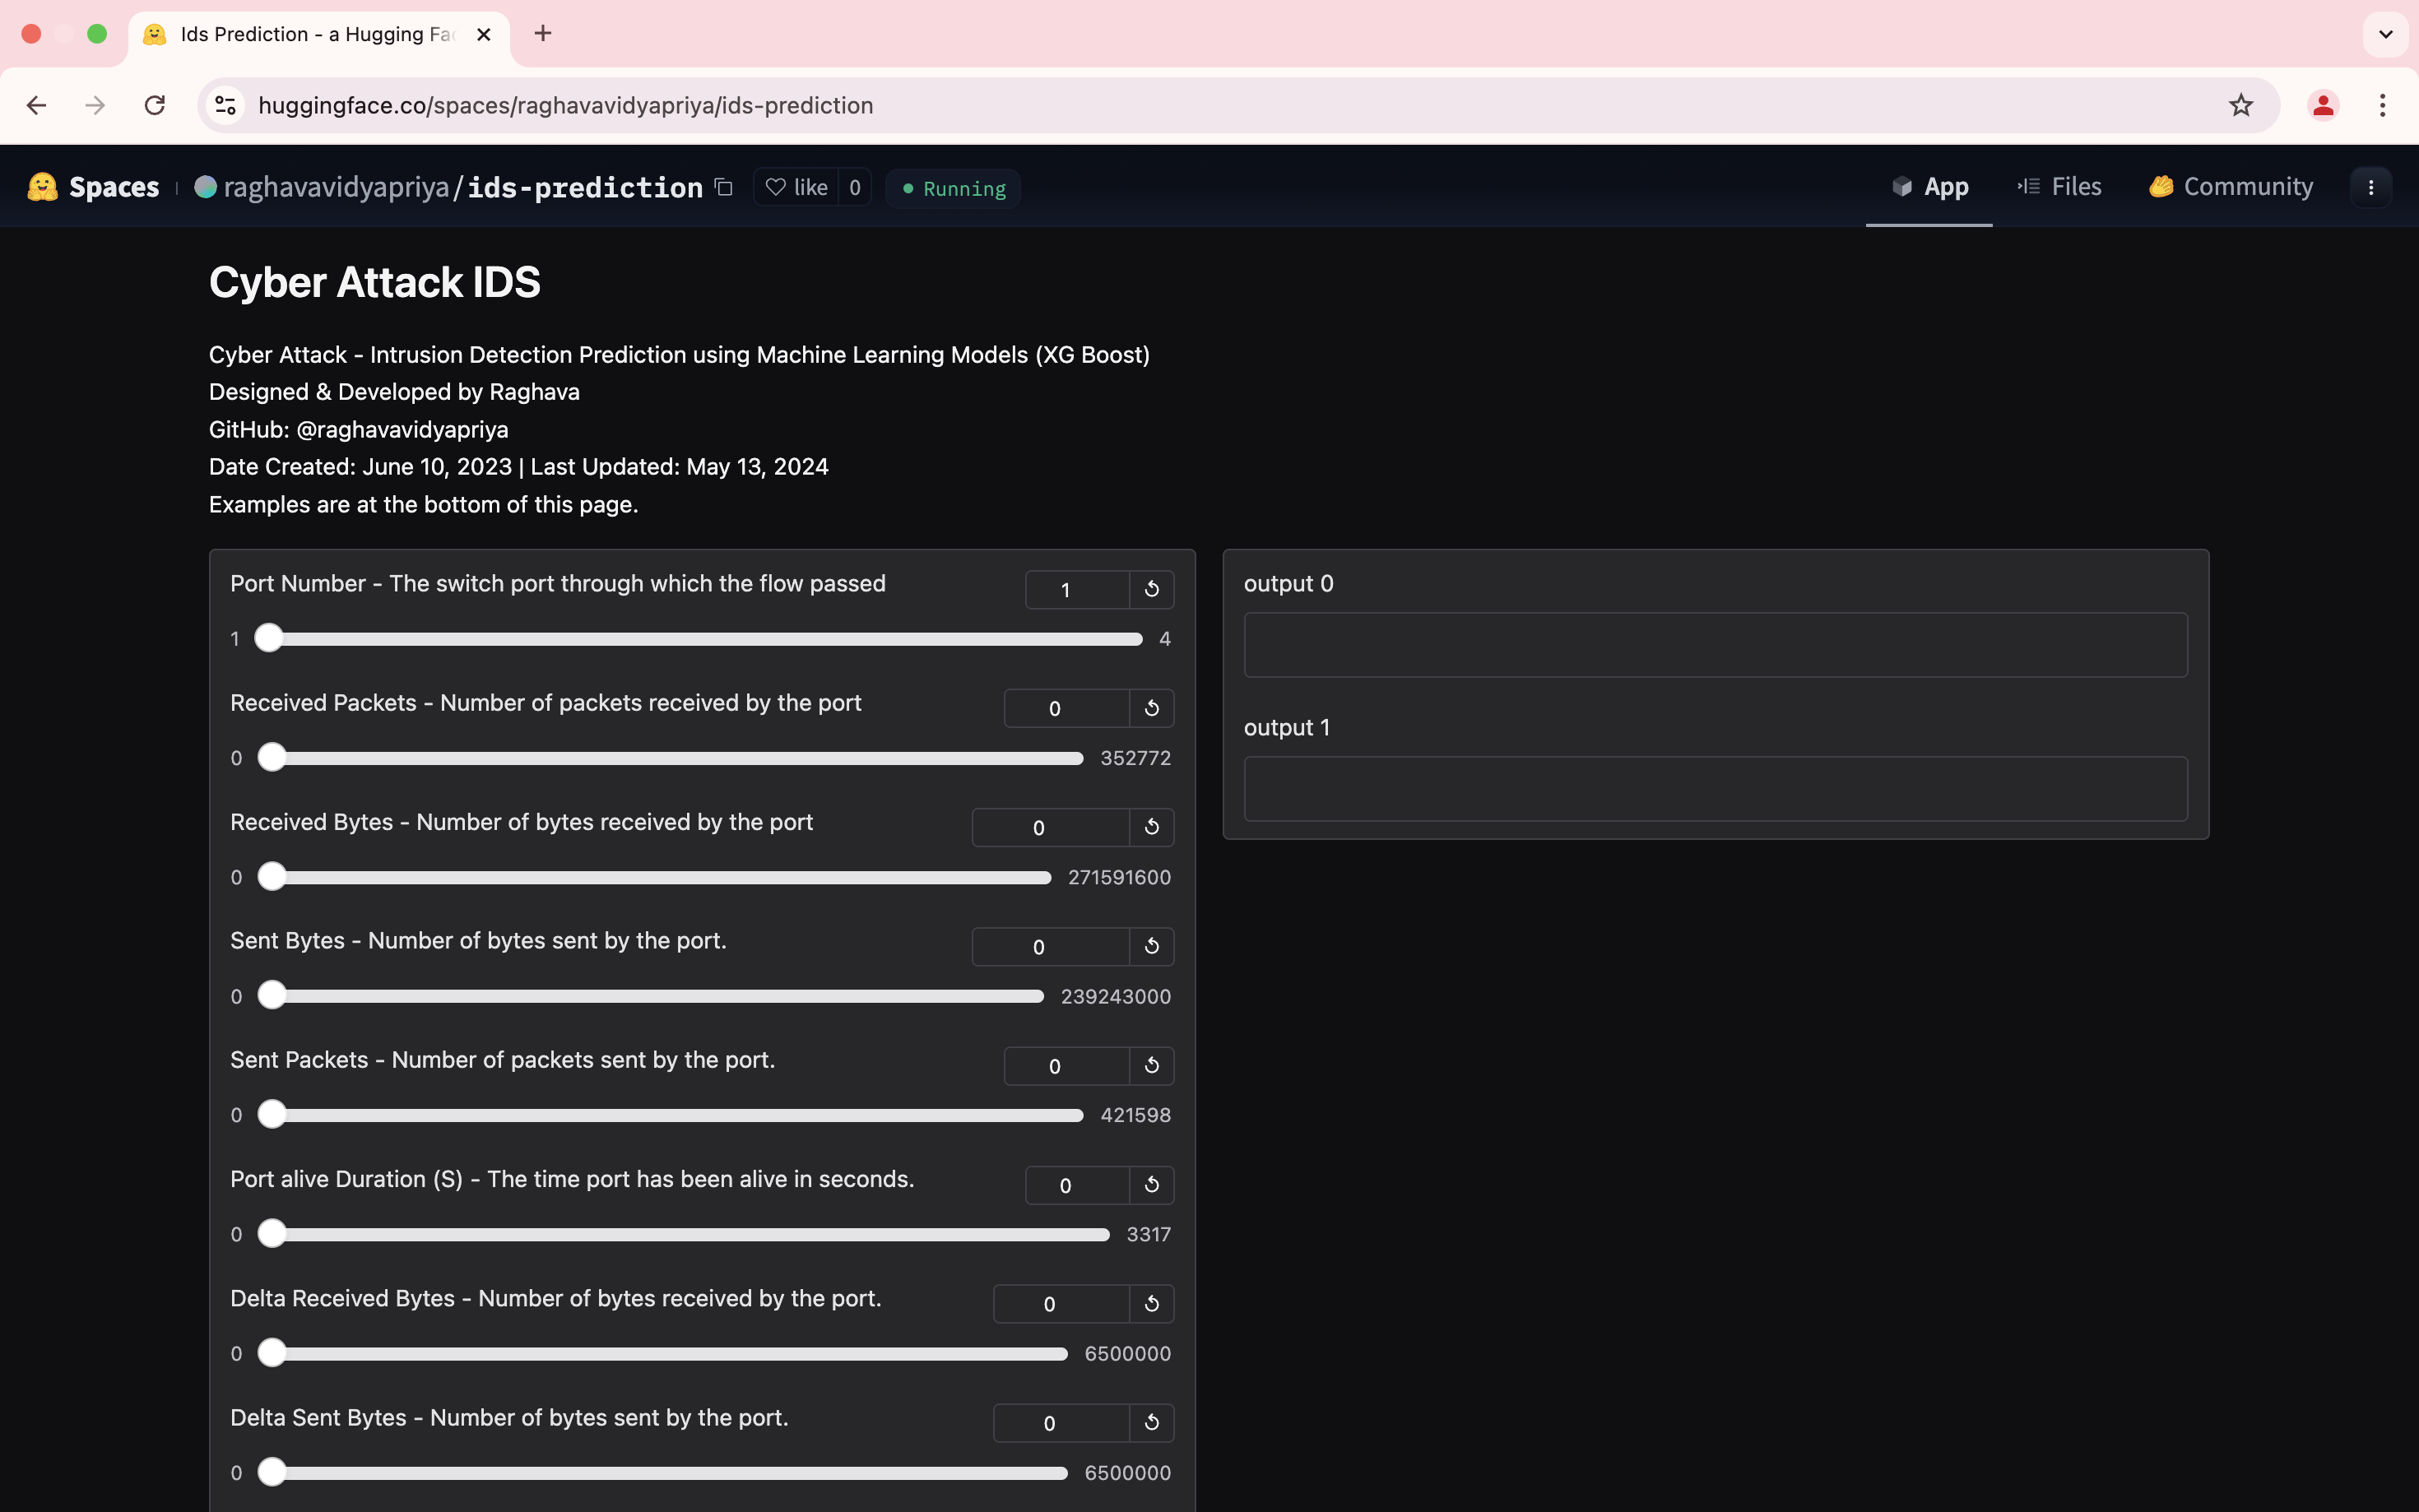 Ids Prediction - a Hugging Fac
huggingface.co/spaces/raghavavidyapriya/ids-prediction
Spaces
raghavavidyapriya/ids-prediction
like 0
Running
App
Files
Community
Cyber Attack IDS
Cyber Attack - Intrusion Detection Prediction using Machine Learning Models (XG Boost)
Designed & Developed by Raghava
GitHub: @raghavavidyapriya
Date Created: June 10, 2023 | Last Updated: May 13, 2024
Examples are at the bottom of this page.
Port Number - The switch port through which the flow passed
1
1
4
Received Packets - Number of packets received by the port
0
0
352772
Received Bytes - Number of bytes received by the port
0
0
271591600
Sent Bytes - Number of bytes sent by the port.
0
0
239243000
Sent Packets - Number of packets sent by the port.
0
0
421598
Port alive Duration (S) - The time port has been alive in seconds.
0
0
3317
Delta Received Bytes - Number of bytes received by the port.
0
0
6500000
Delta Sent Bytes - Number of bytes sent by the port.
0
0
6500000
output 0
output 1